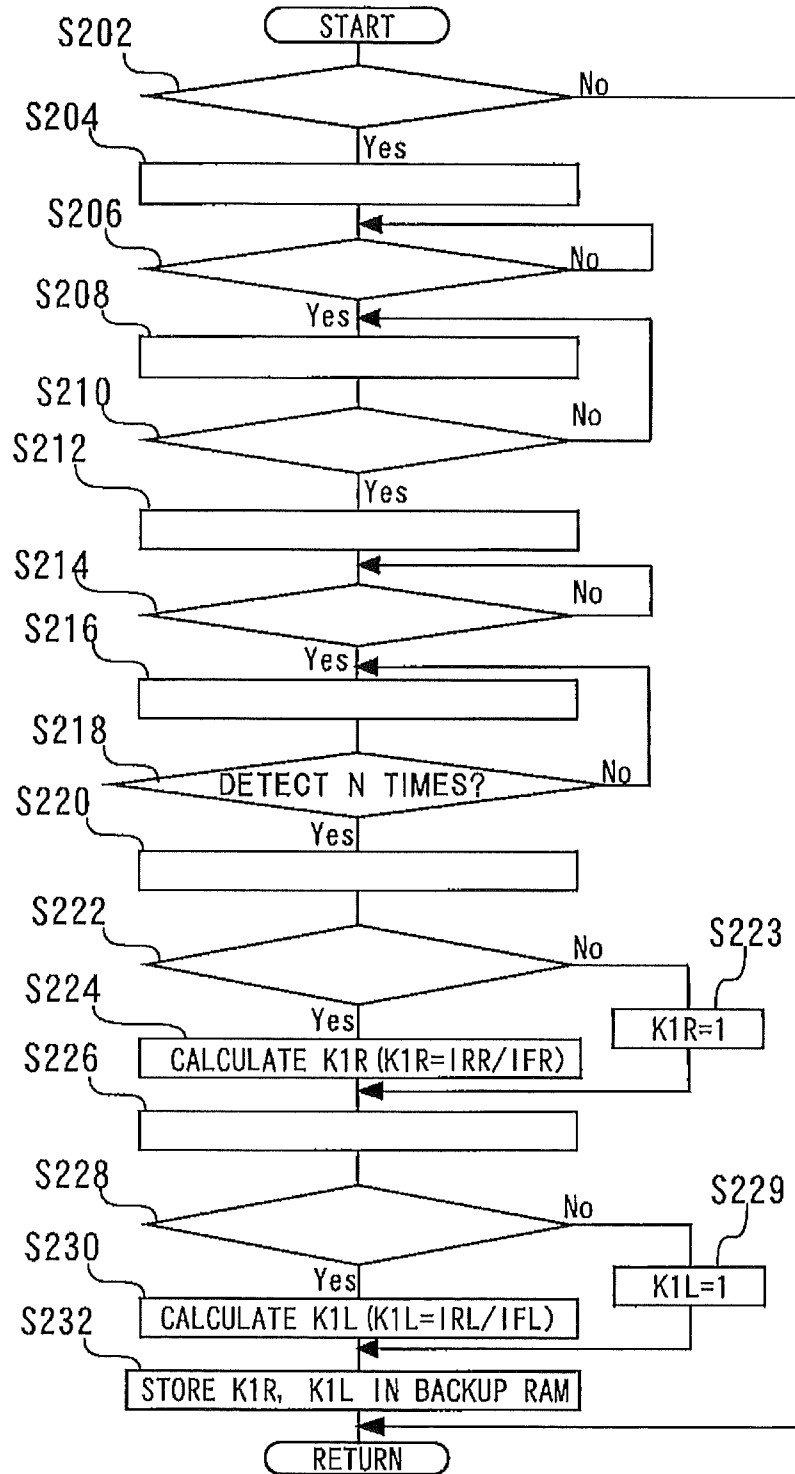 START
S202
No
S204
Yes
S206
No
S208
Yes
S210
No
S212
Yes
S214
No
S216
Yes
S218
DETECT N TIMES?
No
S220
Yes
S222
No
S223
S224
Yes
K1R=1
CALCULATE K1R(K1R=IRR/IFR)
S226
S228
No
S229
S230
Yes
K1L=1
CALCULATE K1L(K1L=IRL/IFL)
S232
STORE K1R, K1L IN BACKUP RAM
RETURN